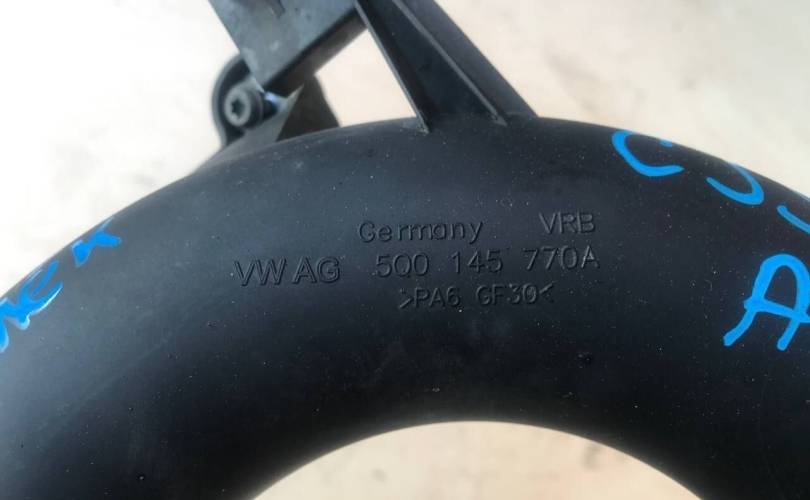 Germany VRB
VW AG 5Q0 145 770A
>PA6 GF30<